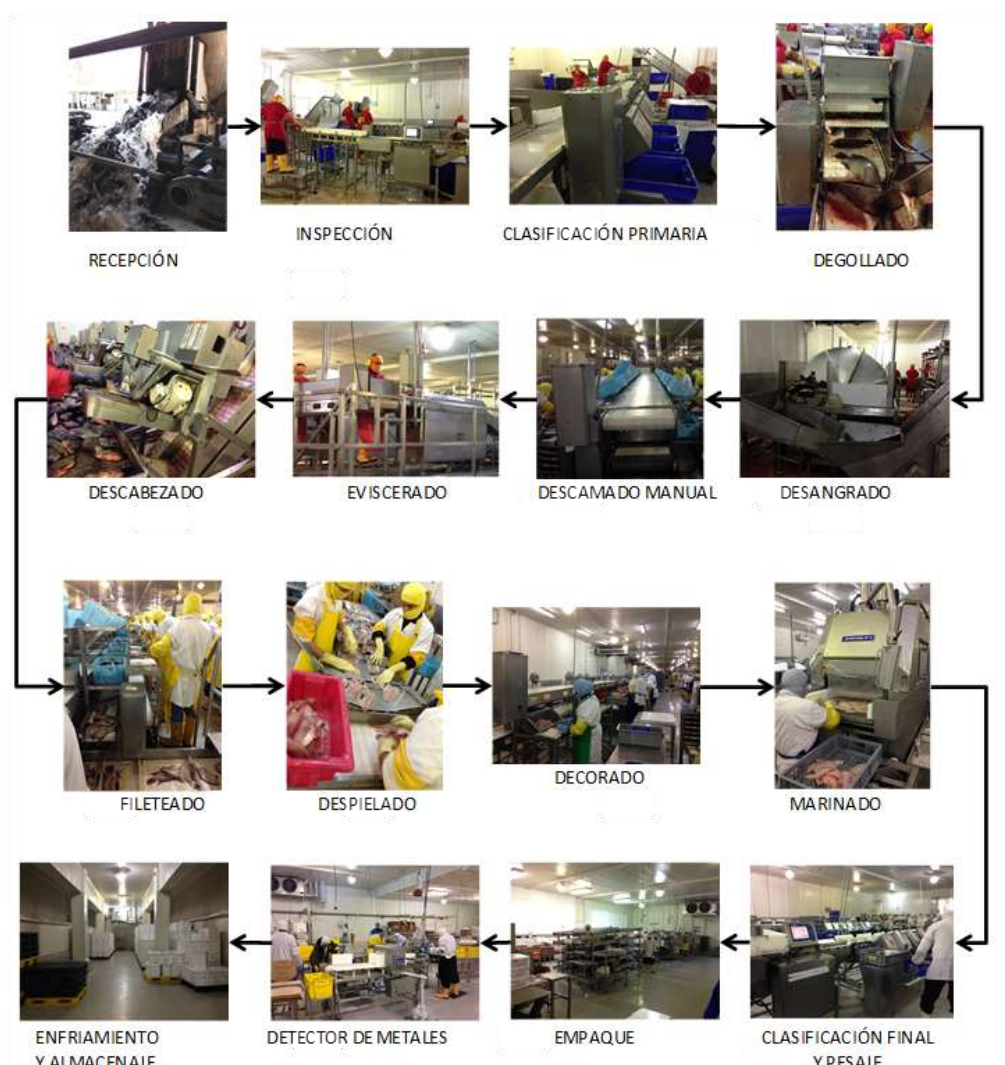 RECEPCIÓN
INSPECCIÓN
CLASIFICACIÓN PRIMARIA
DEGOLLADO
DESCABEZADO
EVISCERADO
DESCAMADO MANUAL
DESANGRADO
FILETEADO
DESPIELADO
DECORADO
MARINADO
ENFRIAMIENTO
Y ALMACENAJE
DETECTOR DE METALES
EMPAQUE
CLASIFICACIÓN FINAL
Y PESAJE